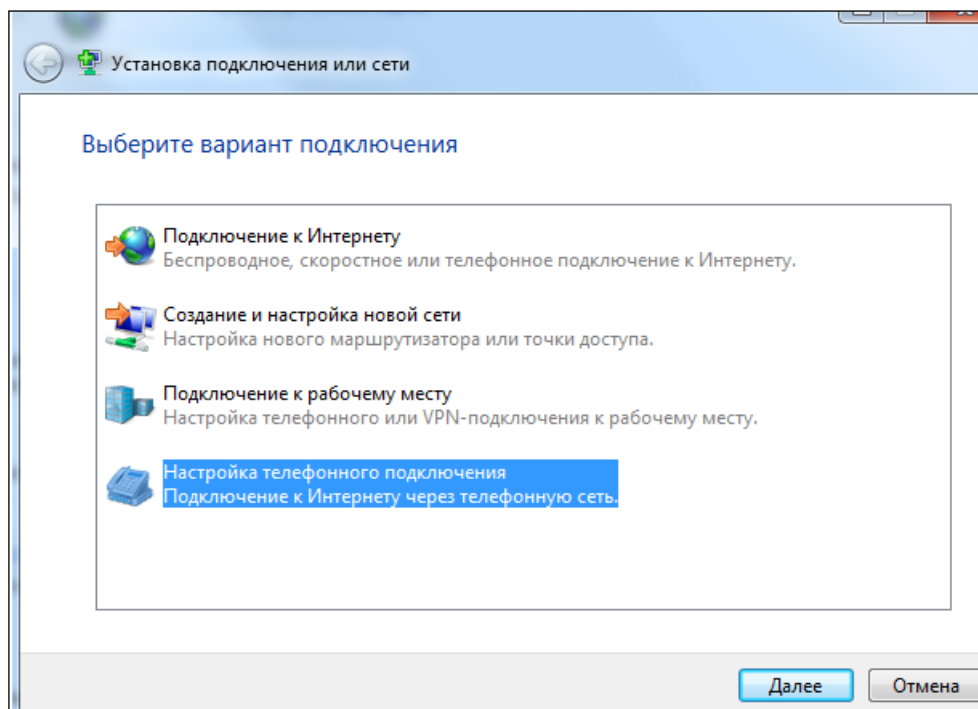 Установка подключения или сети
Выберите вариант подключения
Подключение к Интернету
Беспроводное, скоростное или телефонное подключение к Интернету.
Создание и настройка новой сети
Настройка нового маршрутизатора или точки доступа.
Подключение к рабочему месту
Настройка телефонного или VPN-подключения к рабочему месту.
Настройка телефонного подключения
Подключение к Интернету через телефонную сеть.
Далее
Отмена